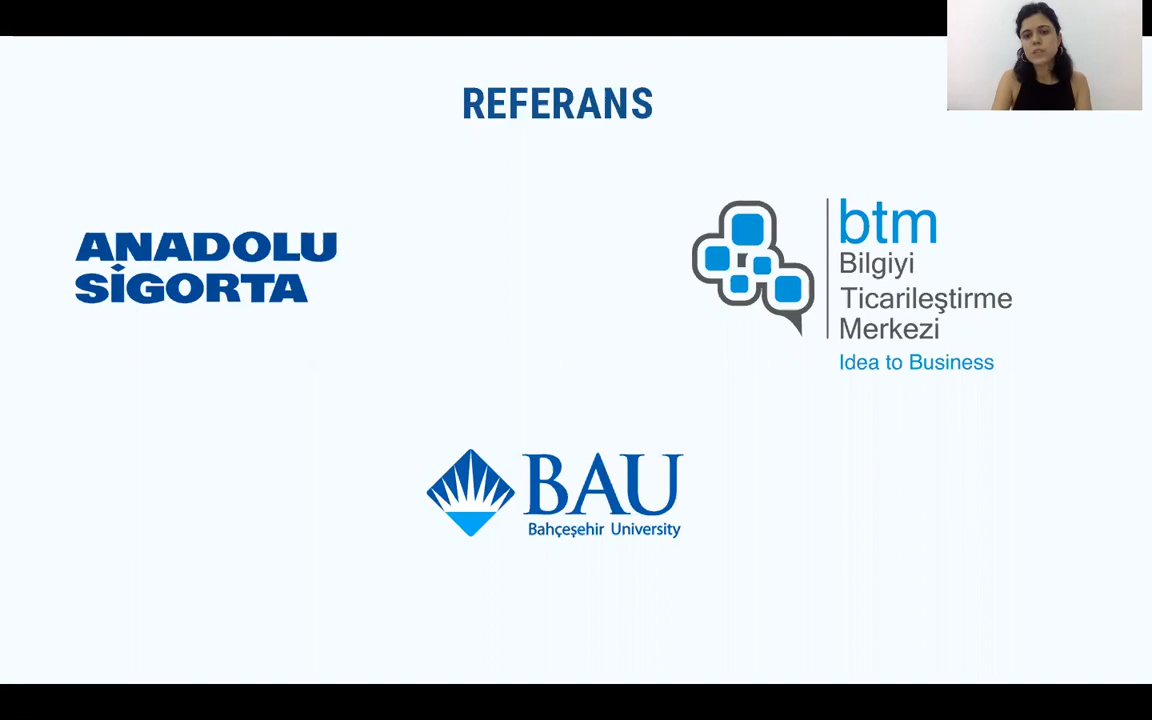 REFERANS
ANADOLU
SİGORTA
btm
Bilgiyi
Ticarileştirme
Merkezi
Idea to Business
BAU
Bahçeşehir University